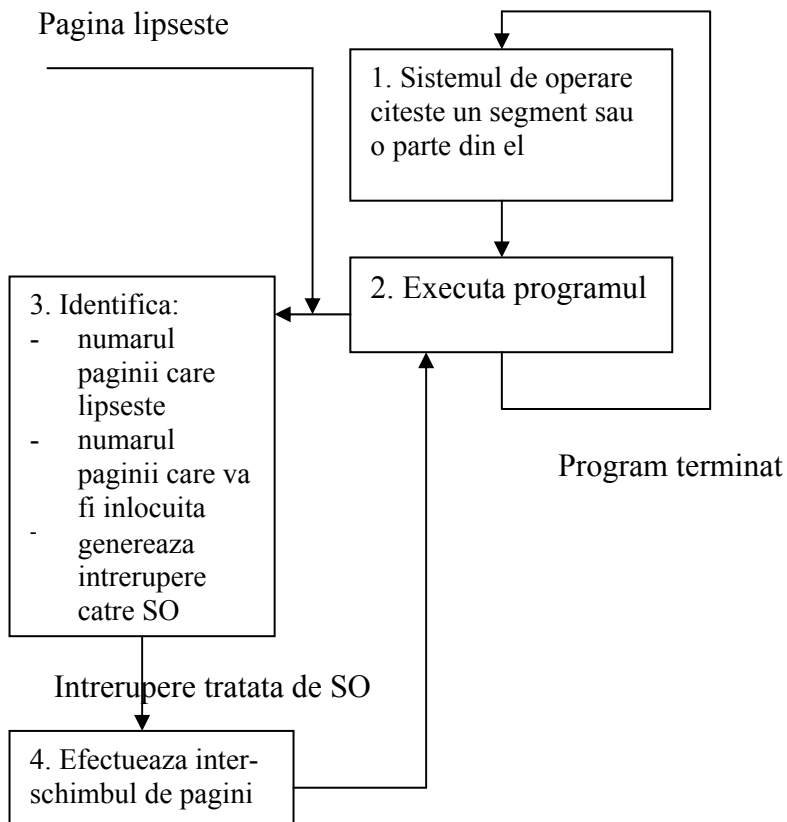 Pagina lipseste
1. Sistemul de operare
citeste un segment sau
o parte din el
2. Executa programul
3. Identifica:
- numarul
paginii care
lipseste
- numarul
paginii care va
fi inlocuita
- genereaza
intrerupere
catre SO
Program terminat
Intrerupere tratata de SO
4. Efectueaza inter-
schimbul de pagini